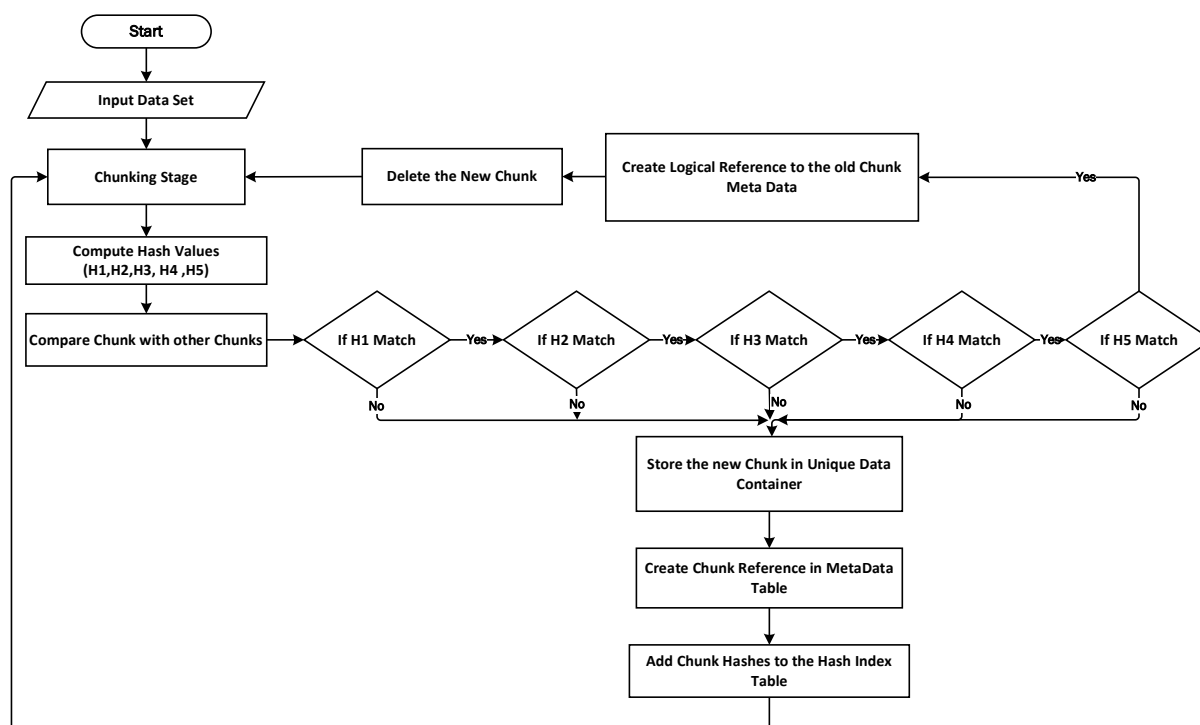 Start
Input Data Set
Chunking Stage
Delete the New Chunk
Create Logical Reference to the old Chunk
Meta Data
Yes
Compute Hash Values
(H1,H2,H3, H4 ,H5)
Compare Chunk with other Chunks
If H1 Match
Yes
If H2 Match
Yes
If H3 Match
Yes
If H4 Match
Yes
If H5 Match
No
No
No
No
No
Store the new Chunk in Unique Data
Container
Create Chunk Reference in MetaData
Table
Add Chunk Hashes to the Hash Index
Table